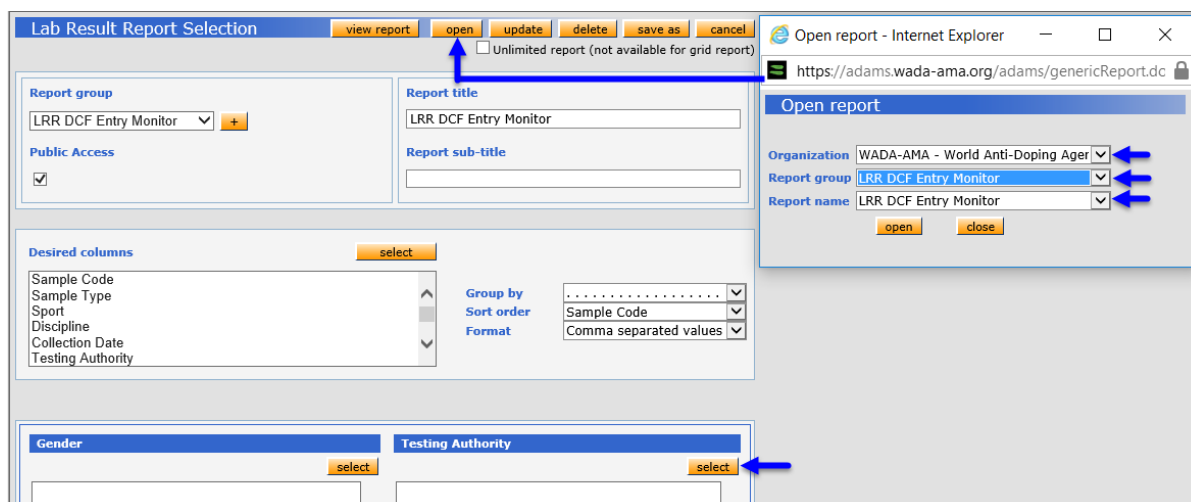 Lab Result Report Selection
view report
open
update
delete
save as
cancel
Unlimited report (not available for grid report)
Report group
LRR DCF Entry Monitor
+
Public Access
Report title
LRR DCF Entry Monitor
Report sub-title
Desired columns
select
Sample Code
Sample Type
Sport
Discipline
Collection Date
Testing Authority
Group by
. . . . . . . . . . . . . . . . . .
Sort order
Sample Code
Format
Comma separated values
Gender
select
Testing Authority
select
Open report - Internet Explorer
https://adams.wada-ama.org/adams/genericReport.dc
Open report
Organization
WADA-AMA - World Anti-Doping Ager
Report group
LRR DCF Entry Monitor
Report name
LRR DCF Entry Monitor
open
close